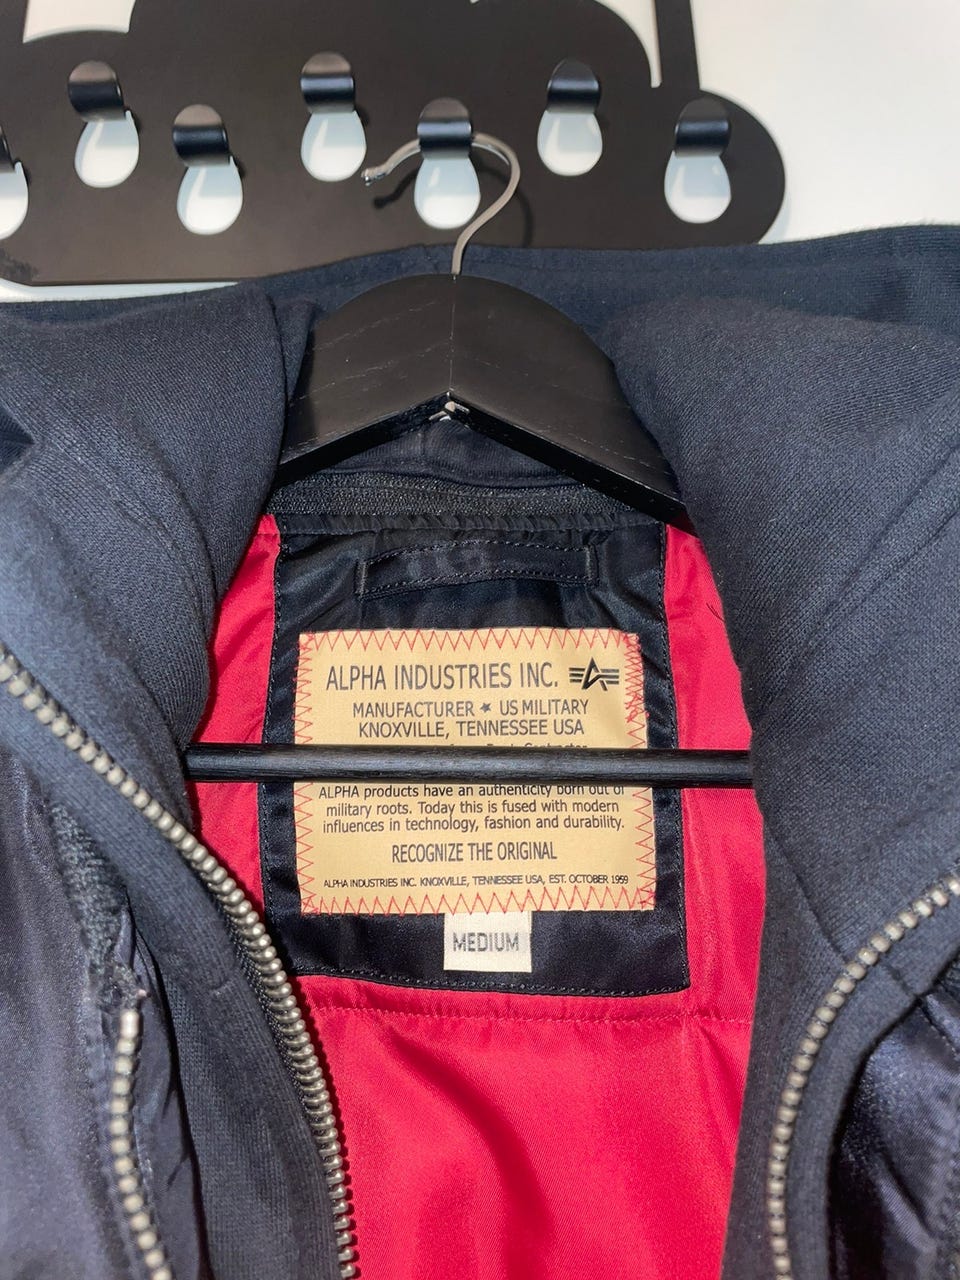 ALPHA INDUSTRIES INC.
MANUFACTURER ★ US MILITARY
KNOXVILLE, TENNESSEE USA
ALPHA products have an authenticity born out of
military roots. Today this is fused with modern
influences in technology, fashion and durability.
RECOGNIZE THE ORIGINAL
ALPHA INDUSTRIES INC. KNOXVILLE, TENNESSEE USA, EST. OCTOBER 1959
MEDIUM